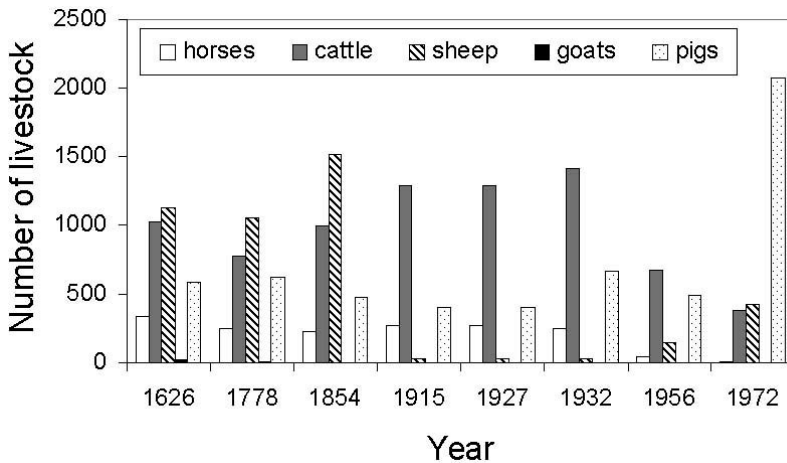 2500
horses cattle sheep goats pigs
2000
1500
1000
500
0
1626 1778 1854 1915 1927 1932 1956 1972
Year
Number of livestock